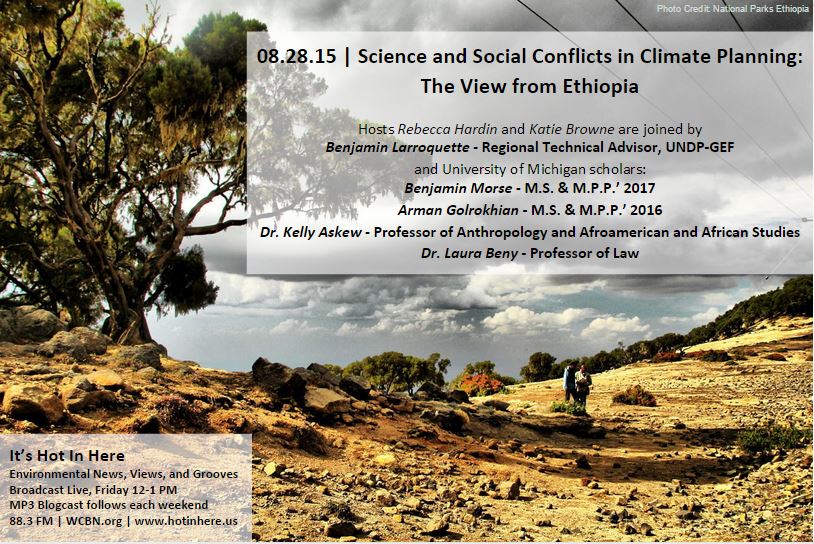 Photo Credit: National Parks Ethiopia
08.28.15 | Science and Social Conflicts in Climate Planning:
The View from Ethiopia
Hosts Rebecca Hardin and Katie Browne are joined by
Benjamin Larroquette - Regional Technical Advisor, UNDP-GEF
and University of Michigan scholars:
Benjamin Morse - M.S. & M.P.P.’ 2017
Arman Golrokhian - M.S. & M.P.P.’ 2016
Dr. Kelly Askew - Professor of Anthropology and Afroamerican and African Studies
Dr. Laura Beny - Professor of Law
It’s Hot In Here
Environmental News, Views, and Grooves
Broadcast Live, Friday 12-1 PM
MP3 Blogcast follows each weekend
88.3 FM | WCBN.org | www.hotinhere.us